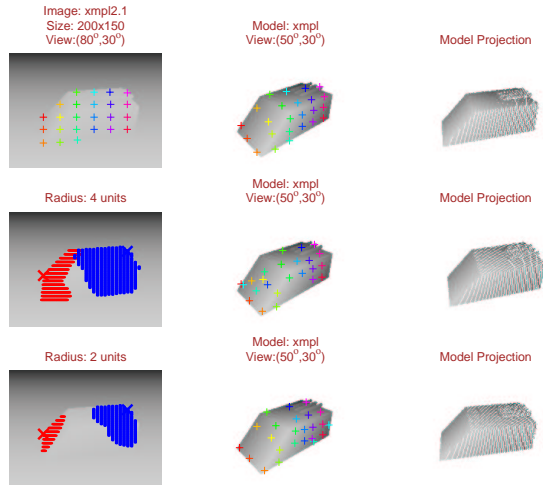 Image: xmpl2.1
Size: 200x150
View:(80°,30°)
Model: xmpl
View:(50°,30°)
Model Projection
Radius: 4 units
Model: xmpl
View:(50°,30°)
Model Projection
Radius: 2 units
Model: xmpl
View:(50°,30°)
Model Projection